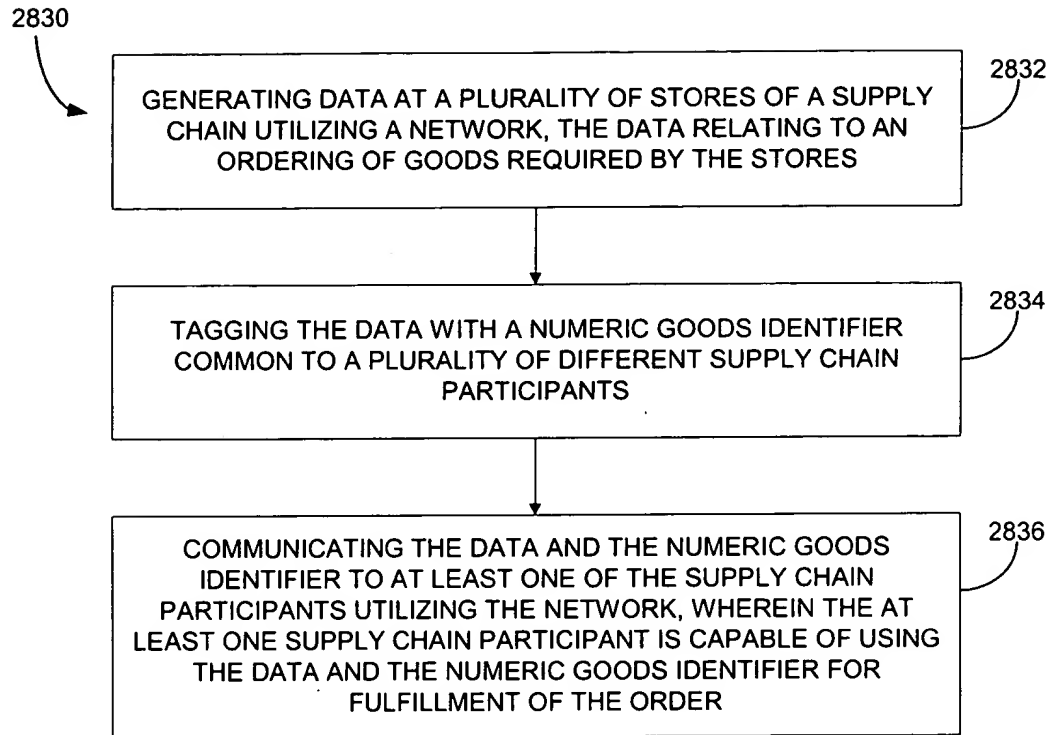 2830
2832
GENERATING DATA AT A PLURALITY OF STORES OF A SUPPLY
CHAIN UTILIZING A NETWORK, THE DATA RELATING TO AN
ORDERING OF GOODS REQUIRED BY THE STORES
2834
TAGGING THE DATA WITH A NUMERIC GOODS IDENTIFIER
COMMON TO A PLURALITY OF DIFFERENT SUPPLY CHAIN
PARTICIPANTS
2836
COMMUNICATING THE DATA AND THE NUMERIC GOODS
IDENTIFIER TO AT LEAST ONE OF THE SUPPLY CHAIN
PARTICIPANTS UTILIZING THE NETWORK, WHEREIN THE AT
LEAST ONE SUPPLY CHAIN PARTICIPANT IS CAPABLE OF USING
THE DATA AND THE NUMERIC GOODS IDENTIFIER FOR
FULFILLMENT OF THE ORDER